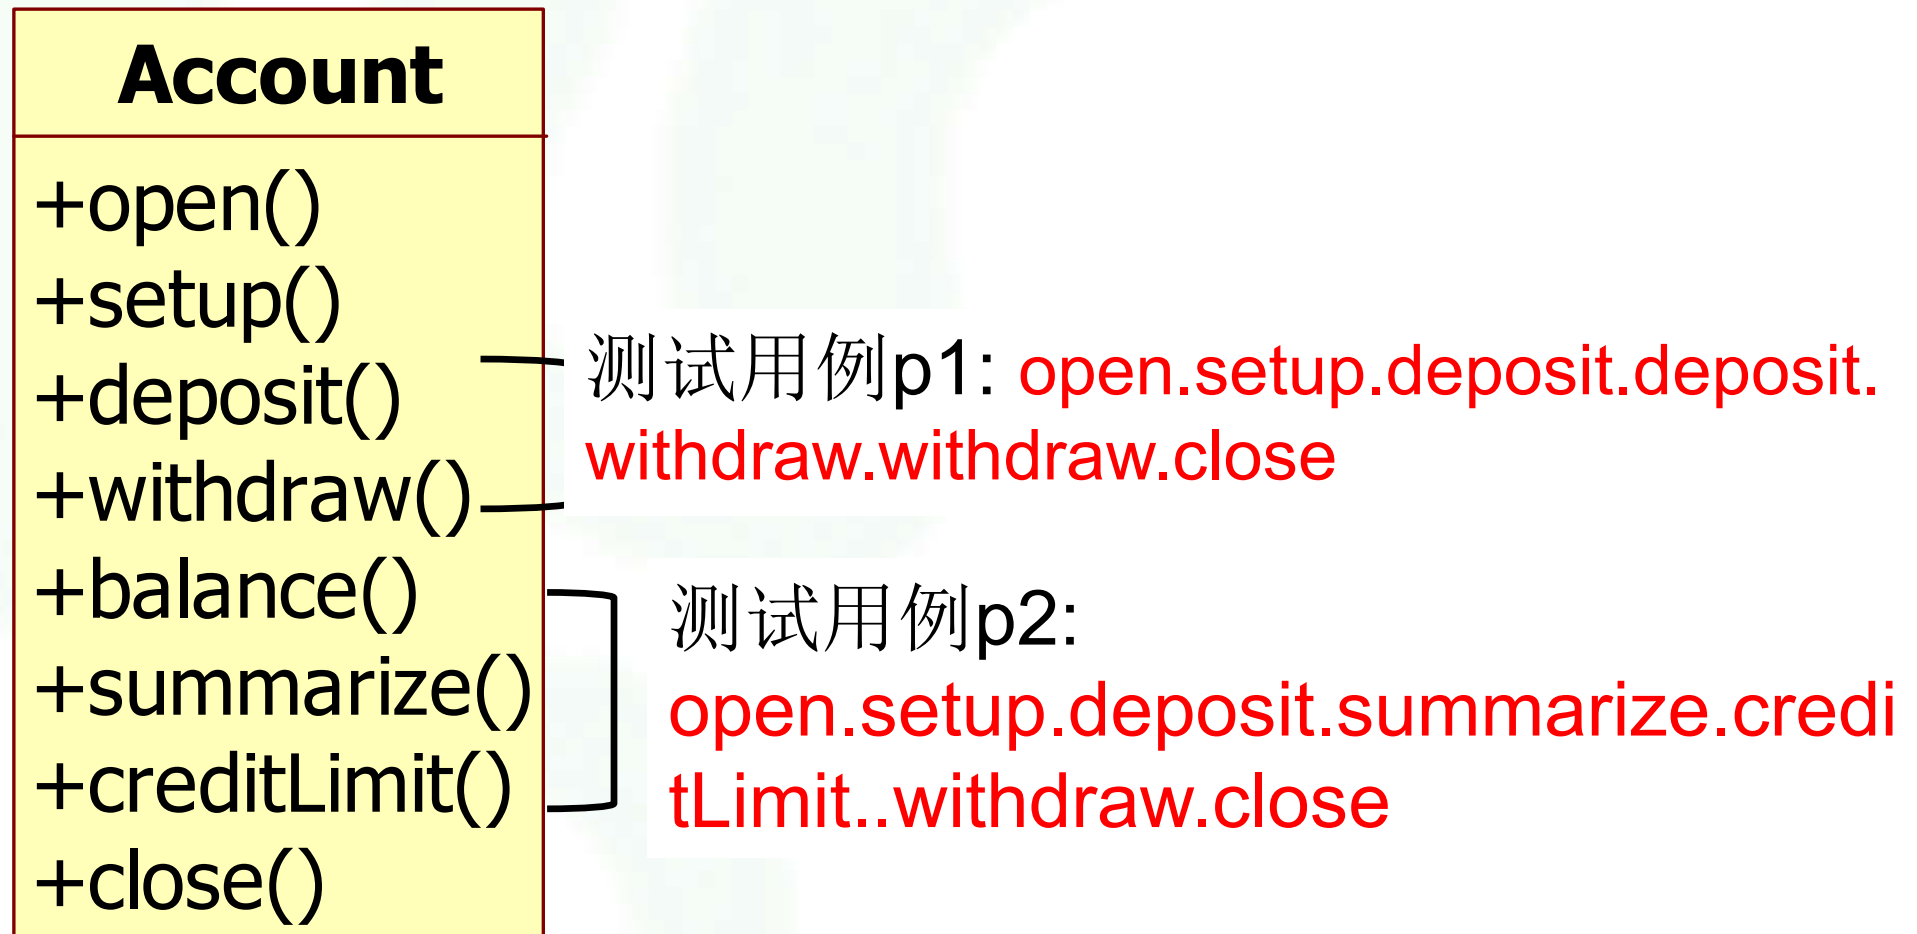 Account
+open()
+setup()
+deposit()
+withdraw()
+balance()
+summarize()
+creditLimit()
+close()
测试用例p1: open.setup.deposit.deposit.
withdraw.withdraw.close
测试用例p2:
open.setup.deposit.summarize.credi
tLimit..withdraw.close